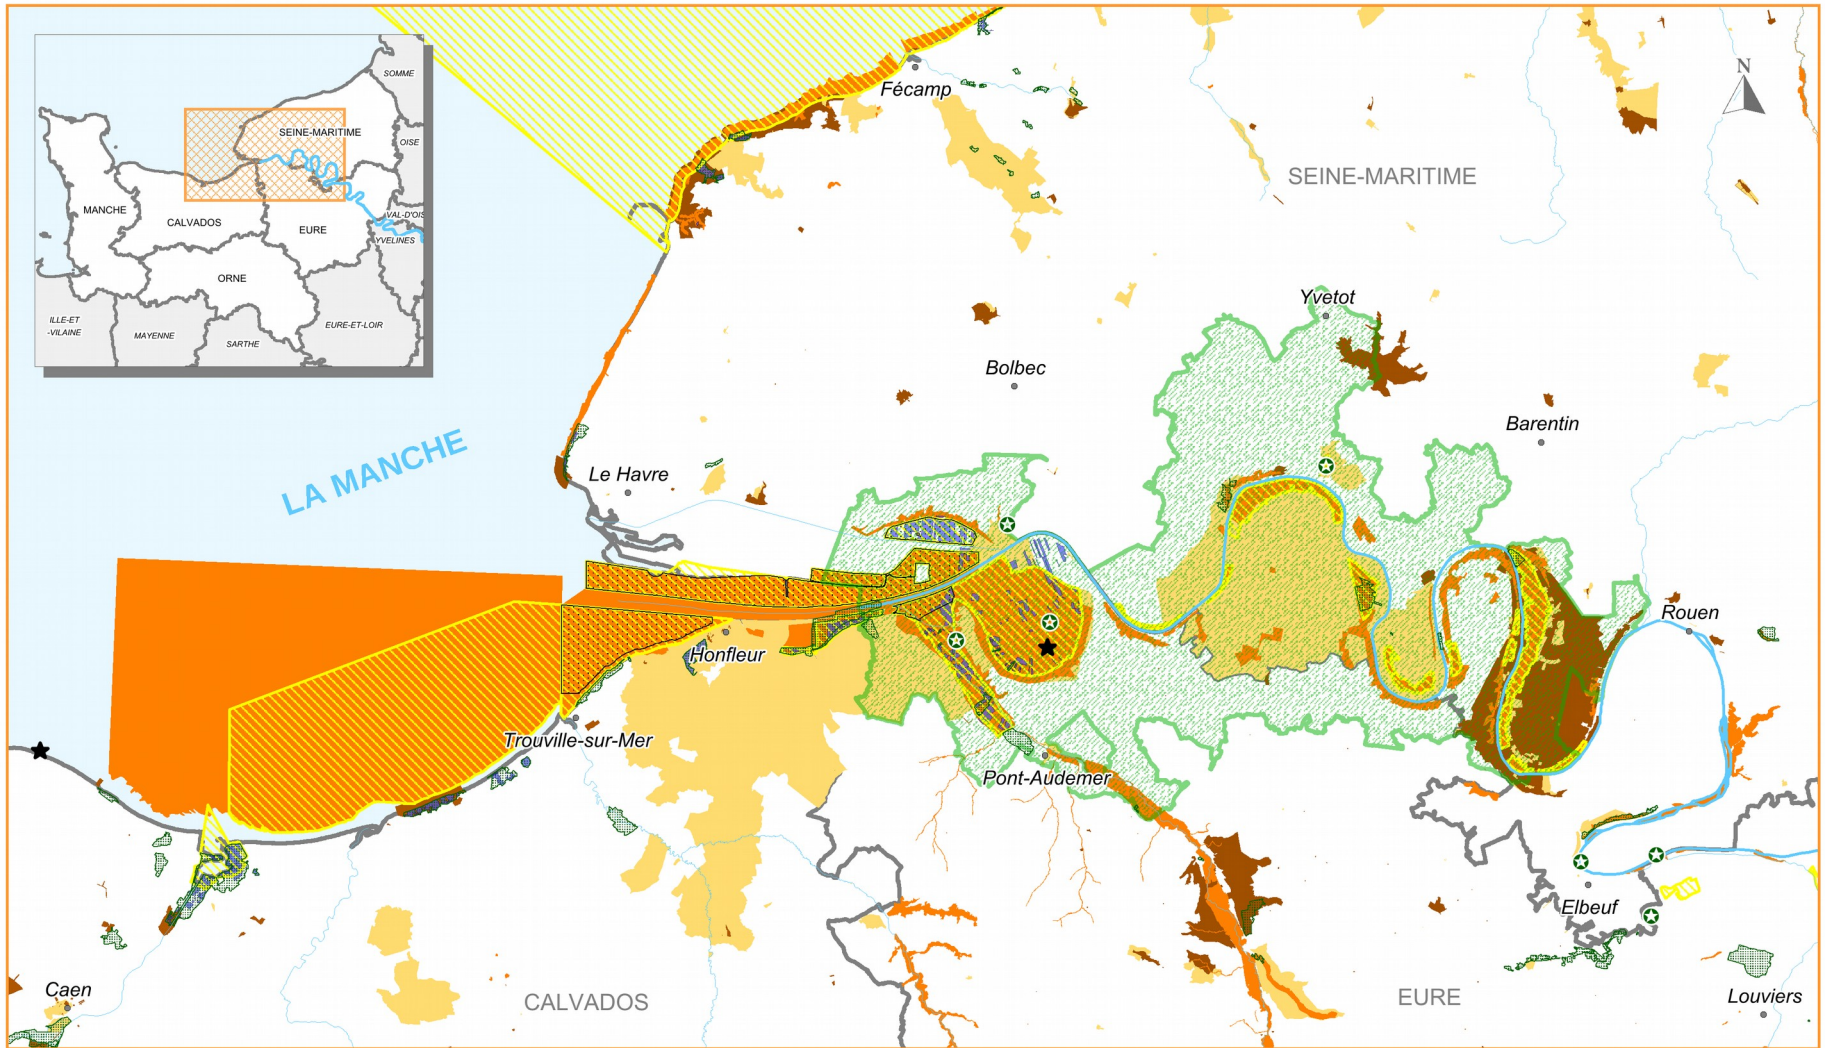 SOMME
SEINE-MARITIME
OISE
MANCHE
CALVADOS
VAL-D'OIS
EURE
YVELINES
ORNE
ILLE-ET
-VILAINE
MAYENNE
SARTHE
EURE-ET-LOIR
N
Fécamp
SEINE-MARITIME
Yvetot
Bolbec
Barentin
LA MANCHE
Le Havre
Rouen
Honfleur
Trouville-sur-Mer
Pont-Audemer
Elbeuf
Caen
CALVADOS
EURE
Louviers